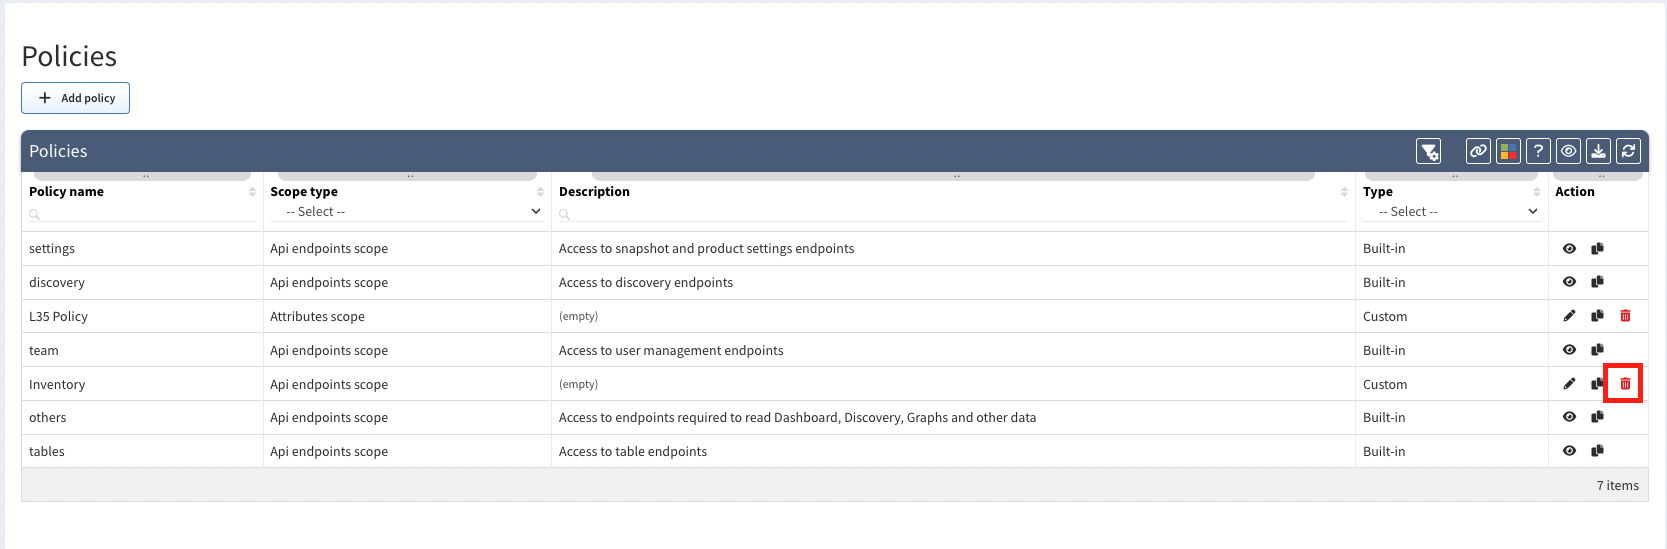 Policies
+ Add policy
Policies
Policy name Scope type Description Type Action
-- Select -- -- Select --
settings Api endpoints scope Access to snapshot and product settings endpoints Built-in
discovery Api endpoints scope Access to discovery endpoints Built-in
L35 Policy Attributes scope (empty) Custom
team Api endpoints scope Access to user management endpoints Built-in
Inventory Api endpoints scope (empty) Custom
others Api endpoints scope Access to endpoints required to read Dashboard, Discovery, Graphs and other data Built-in
tables Api endpoints scope Access to table endpoints Built-in
7 items